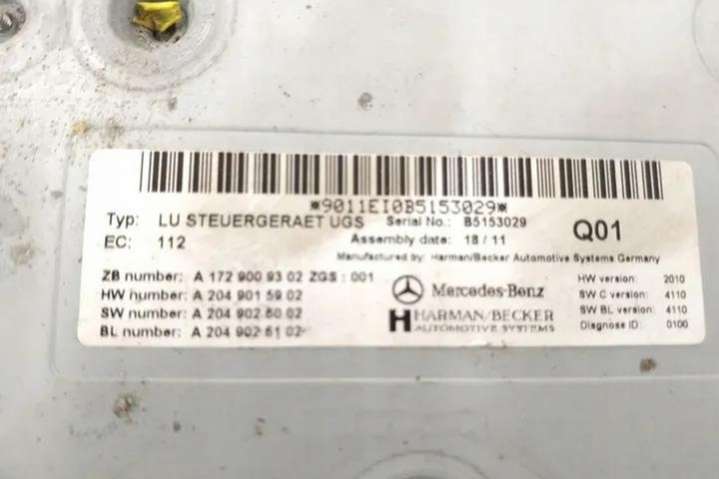 *9011EI0B5153029*
Typ: LU STEUERGERAET UGS Serial No.: B5153029 Q01
EC: 112 Assembly date: 18/11
Manufactured by: Harman/Becker Automotive Systems Germany
ZB number: A 172 900 93 02 ZGS: 001
HW number: A 204 901 59 02
SW number: A 204 902 60 02
BL number: A 204 902 61 02
Mercedes-Benz
HARMAN/BECKER
AUTOMOTIVE SYSTEMS
HW version: 2010
SW C version: 4110
SW BL version: 4110
Diagnose ID: 0100